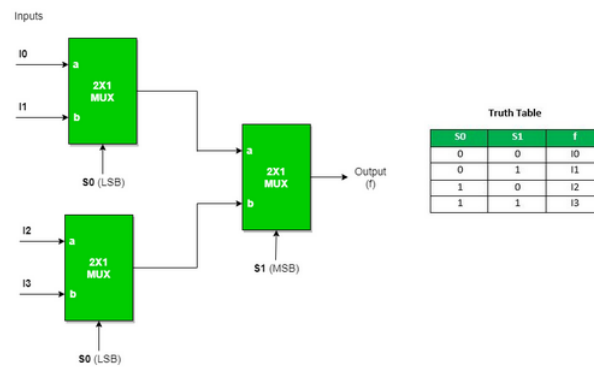 Inputs
I0
a
2X1
MUX
I1
b
S0 (LSB)
a
2X1
MUX
b
Output
(f)
S1 (MSB)
I2
a
2X1
MUX
I3
b
S0 (LSB)
Truth Table
S0 S1 f
0 0 I0
0 1 I1
1 0 I2
1 1 I3